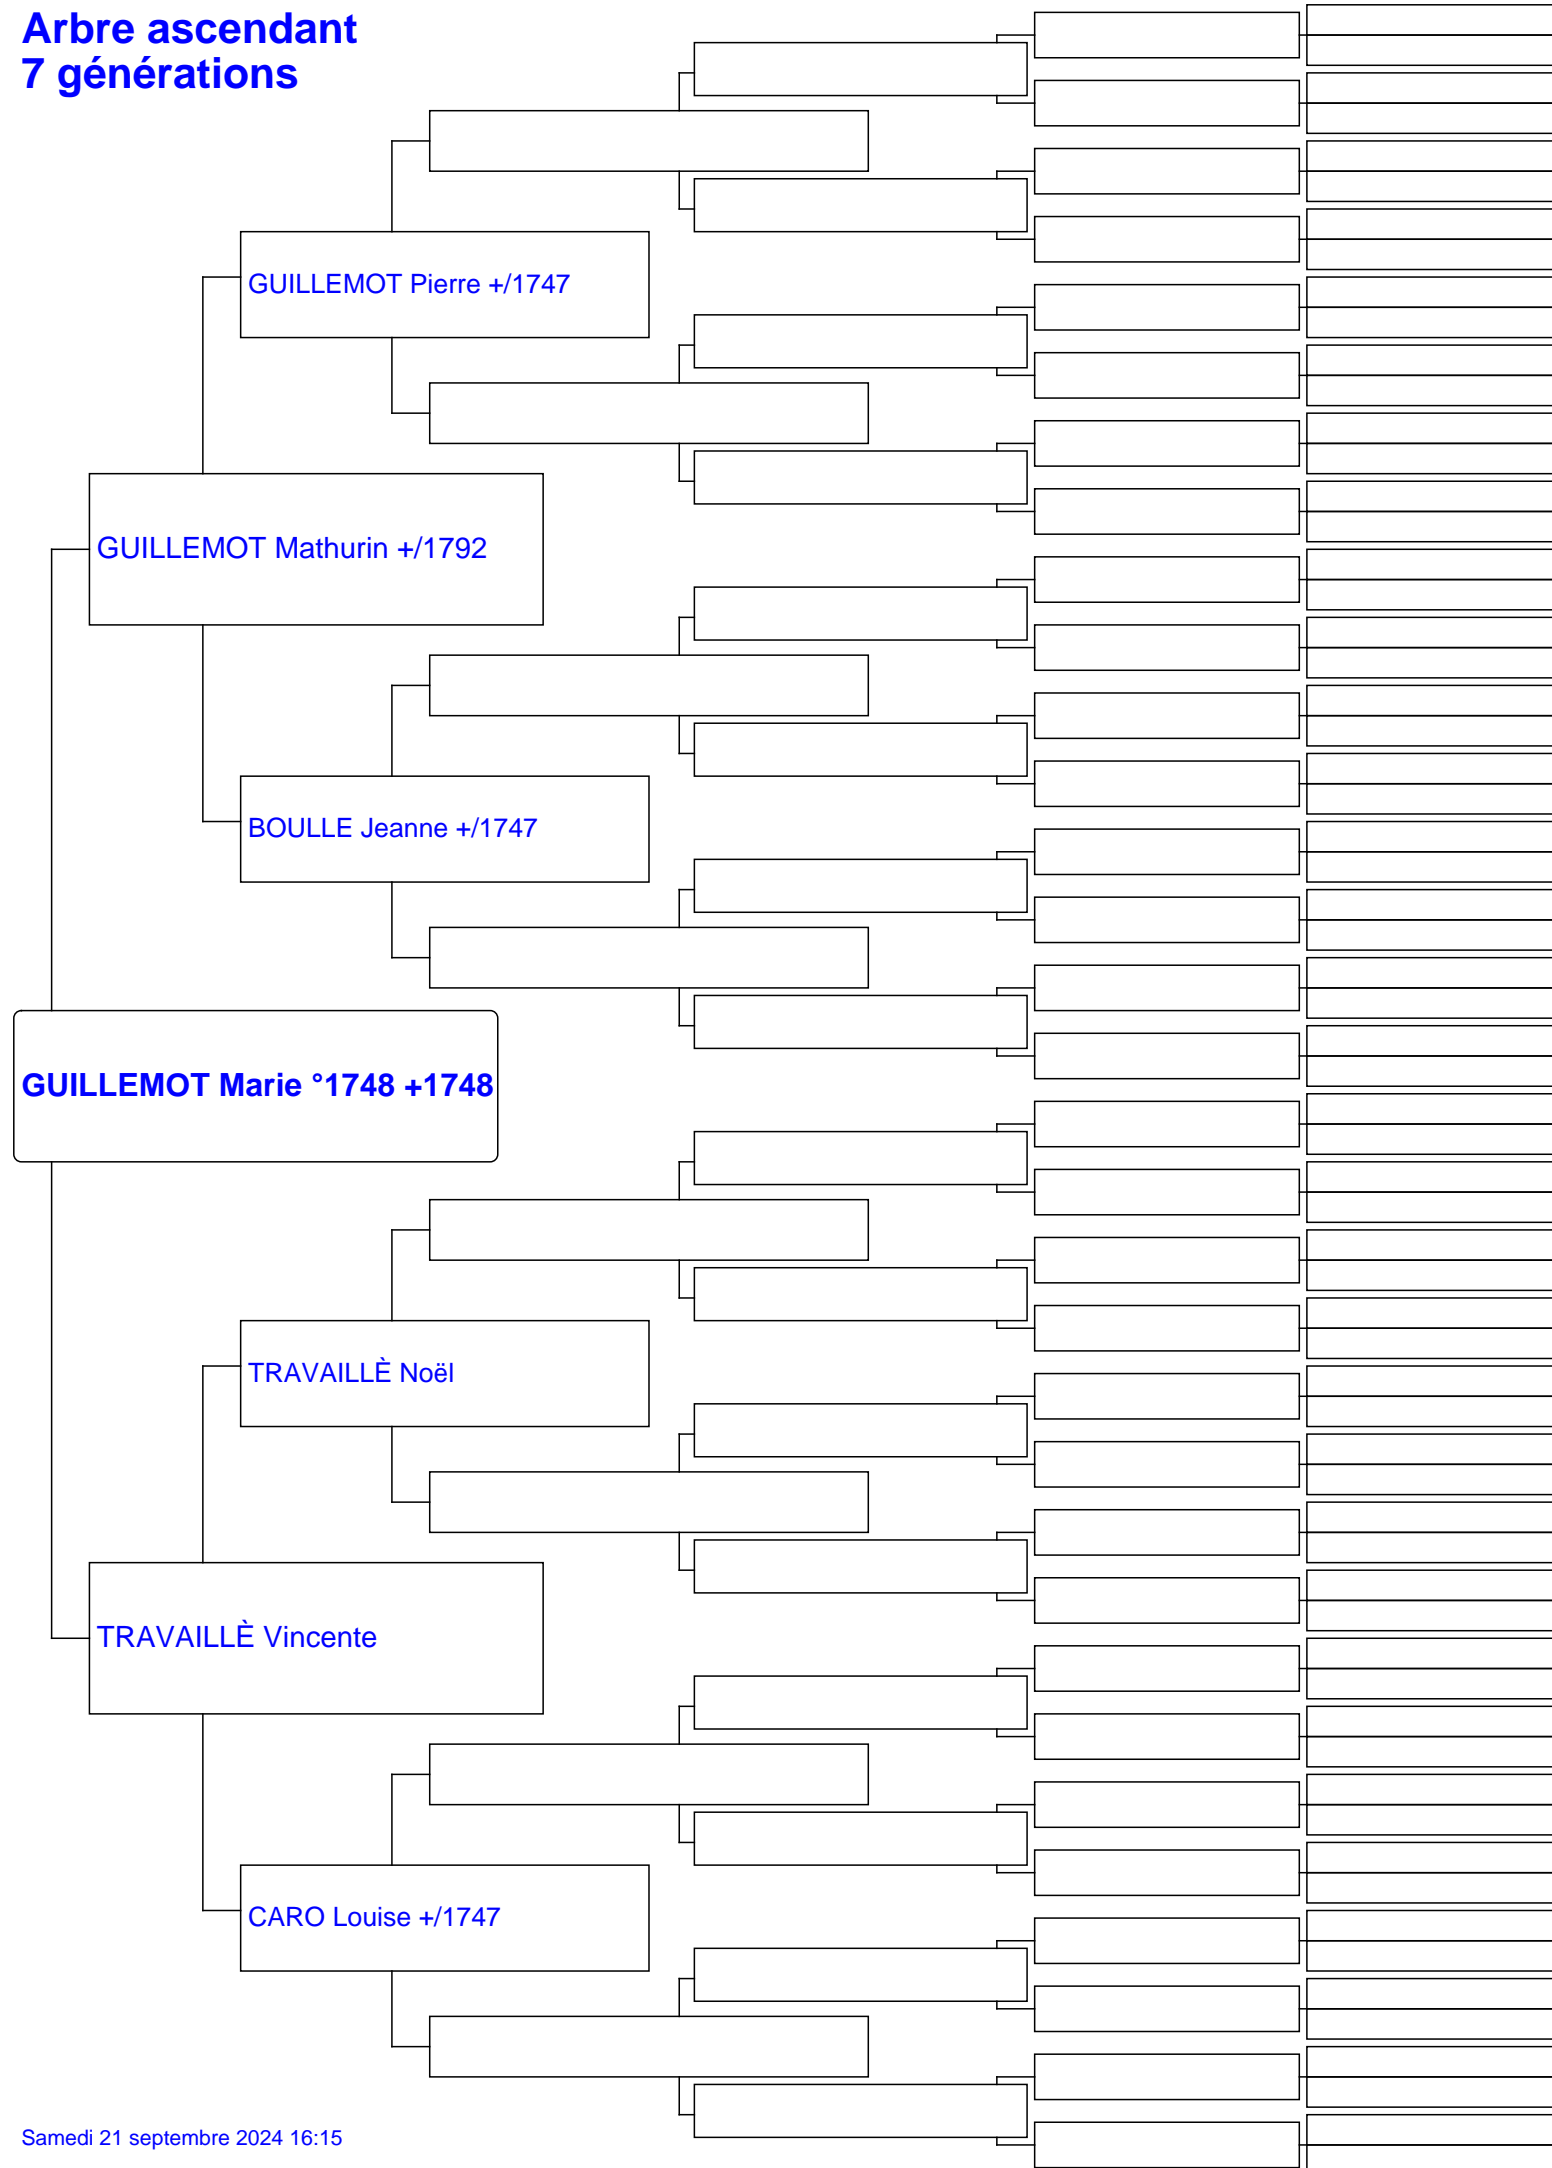 Arbre ascendant
7 générations
GUILLEMOT Pierre +/1747
GUILLEMOT Mathurin +/1792
BOULLE Jeanne +/1747
GUILLEMOT Marie °1748 +1748
TRAVAILLÈ Noël
TRAVAILLÈ Vincente
CARO Louise +/1747
Samedi 21 septembre 2024 16:15